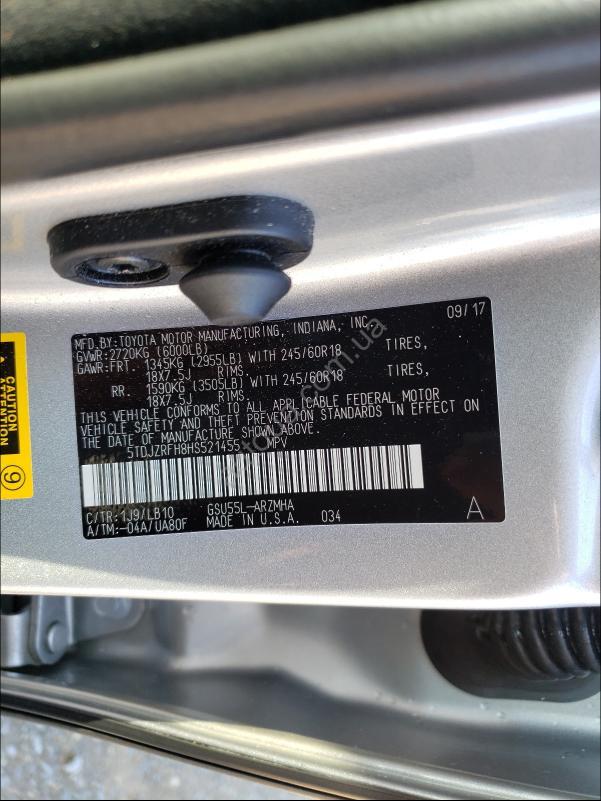 09/17
MFD.BY:TOYOTA MOTOR MANUFACTURING, INDIANA, INC.
GVWR:2720KG (6000LB)
GAWR:FRT. 1345KG (2955LB) WITH 245/60R18 TIRES,
18X7.5J RIMS.
RR. 1590KG (3505LB) WITH 245/60R18 TIRES,
18X7.5J RIMS.
THIS VEHICLE CONFORMS TO ALL APPLICABLE FEDERAL MOTOR
VEHICLE SAFETY AND THEFT PREVENTION STANDARDS IN EFFECT ON
THE DATE OF MANUFACTURE SHOWN ABOVE.
5TDJZRFH8HS521455 MPV
C/TR:1J9/LB10 GSU55L-ARZMHA
A/TM:-04A/UA80F MADE IN U.S.A. 034 A
CAUTION
ATTENTION
9